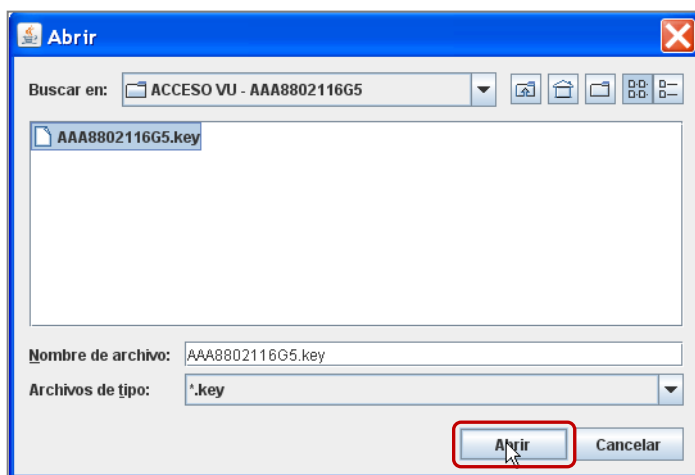 Abrir
Buscar en: ACCESO VU - AAA8802116G5
AAA8802116G5.key
Nombre de archivo: AAA8802116G5.key
Archivos de tipo: *.key
Abrir Cancelar